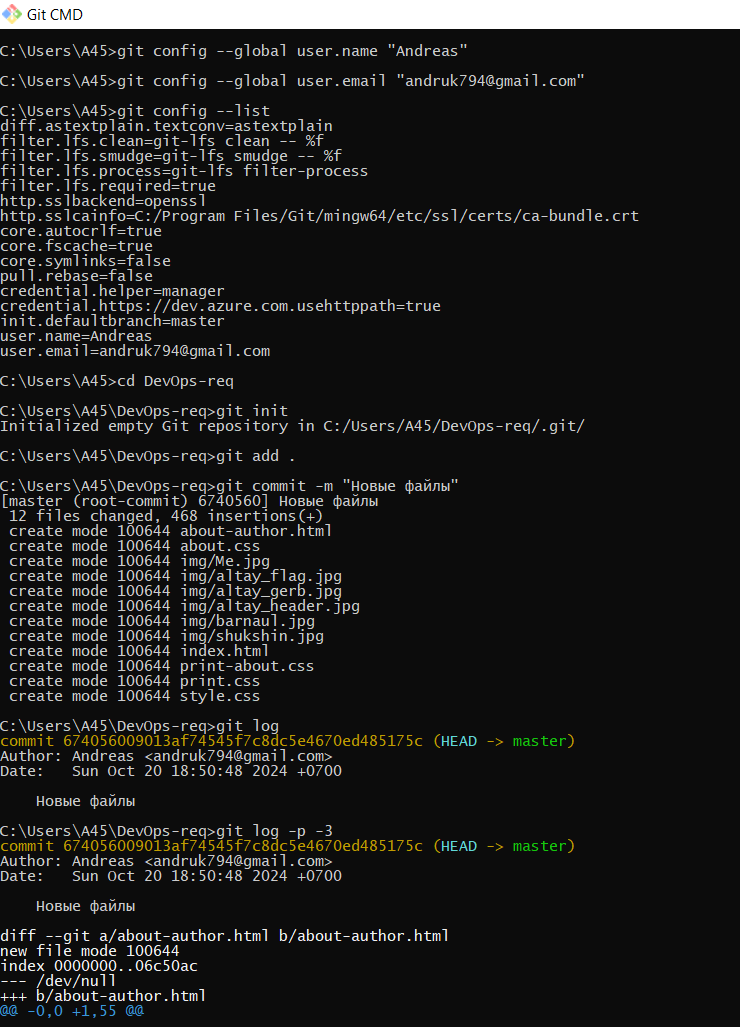 Git CMD
C:\Users\A45>git config --global user.name "Andreas"
C:\Users\A45>git config --global user.email "andruk794@gmail.com"
C:\Users\A45>git config --list
diff.astextplain.textconv=astextplain
filter.lfs.clean=git-lfs clean -- %f
filter.lfs.smudge=git-lfs smudge -- %f
filter.lfs.process=git-lfs filter-process
filter.lfs.required=true
http.sslbackend=openssl
http.sslcainfo=C:/Program Files/Git/mingw64/etc/ssl/certs/ca-bundle.crt
core.autocrlf=true
core.fscache=true
core.symlinks=false
pull.rebase=false
credential.helper=manager
credential.https://dev.azure.com.usehttppath=true
init.defaultbranch=master
user.name=Andreas
user.email=andruk794@gmail.com
C:\Users\A45>cd DevOps-req
C:\Users\A45\DevOps-req>git init
Initialized empty Git repository in C:/Users/A45/DevOps-req/.git/
C:\Users\A45\DevOps-req>git add .
C:\Users\A45\DevOps-req>git commit -m "Новые файлы"
[master (root-commit) 6740560] Новые файлы
12 files changed, 468 insertions(+)
create mode 100644 about-author.html
create mode 100644 about.css
create mode 100644 img/Me.jpg
create mode 100644 img/altay_flag.jpg
create mode 100644 img/altay_gerb.jpg
create mode 100644 img/altay_header.jpg
create mode 100644 img/barnaul.jpg
create mode 100644 img/shukshin.jpg
create mode 100644 index.html
create mode 100644 print-about.css
create mode 100644 print.css
create mode 100644 style.css
C:\Users\A45\DevOps-req>git log
commit 674056009013af74545f7c8dc5e4670ed485175c (HEAD -> master)
Author: Andreas <andruk794@gmail.com>
Date:   Sun Oct 20 18:50:48 2024 +0700
Новые файлы
C:\Users\A45\DevOps-req>git log -p -3
commit 674056009013af74545f7c8dc5e4670ed485175c (HEAD -> master)
Author: Andreas <andruk794@gmail.com>
Date:   Sun Oct 20 18:50:48 2024 +0700
Новые файлы
diff --git a/about-author.html b/about-author.html
new file mode 100644
index 0000000..06c50ac
--- /dev/null
+++ b/about-author.html
@@ -0,0 +1,55 @@